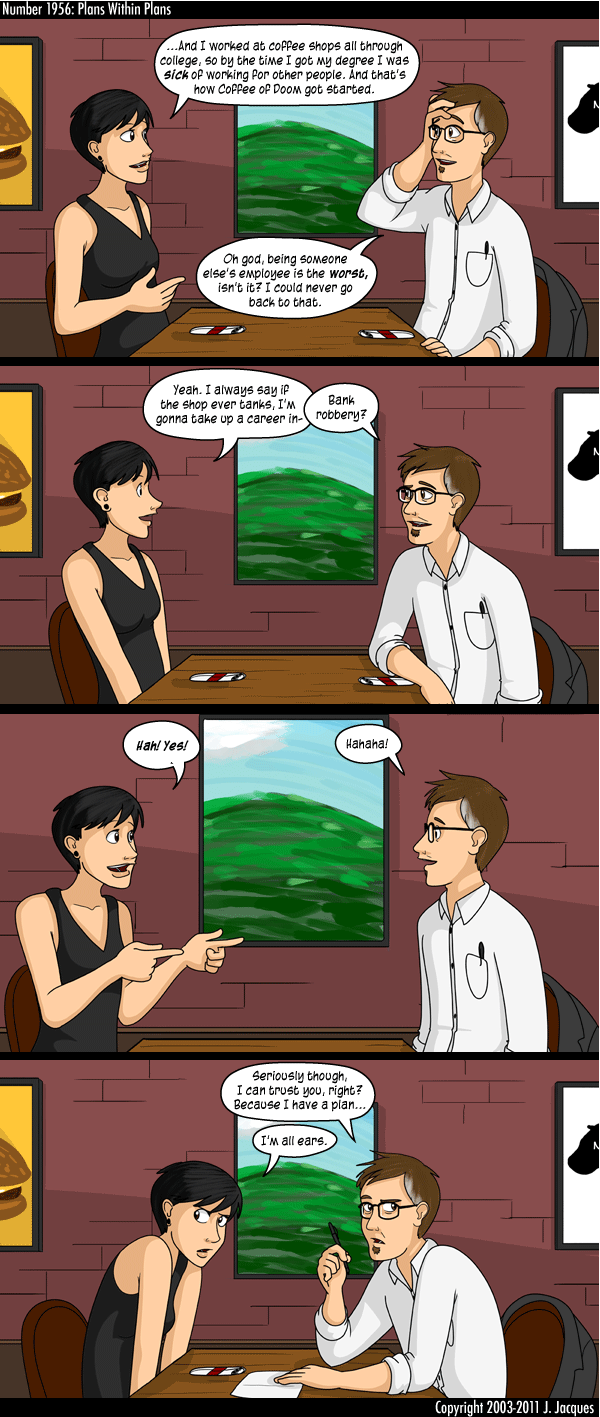 Number 1956: Plans Within Plans
...And I worked at coffee shops all through
college, so by the time I got my degree I was
sick of working for other people. And that's
how Coffee of Doom got started.
Oh god, being someone
else's employee is the worst,
isn't it? I could never go
back to that.
Yeah. I always say if
the shop ever tanks, I'm
gonna take up a career in-
Bank
robbery?
Hah! Yes!
Hahaha!
Seriously though,
I can trust you, right?
Because I have a plan...
I'm all ears.
Copyright 2003-2011 J. Jacques